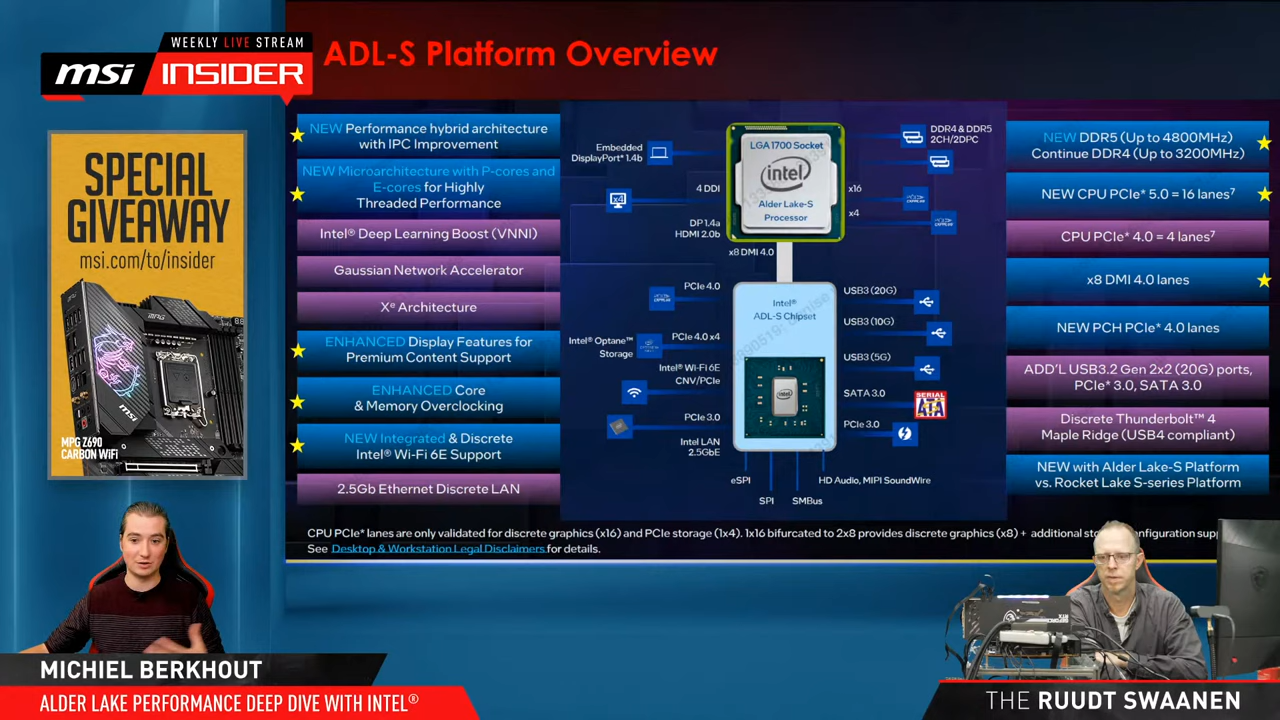 WEEKLY LIVE STREAM
msi INSIDER
ADL-S Platform Overview
SPECIAL
GIVEAWAY
msi.com/to/insider
MPG
MSI
MPG Z690
CARBON WiFi
NEW Performance hybrid architecture
with IPC Improvement
NEW Microarchitecture with P-cores and
E-cores for Highly
Threaded Performance
Intel® Deep Learning Boost (VNNI)
Gaussian Network Accelerator
Xᵉ Architecture
ENHANCED Display Features for
Premium Content Support
ENHANCED Core
& Memory Overclocking
NEW Integrated & Discrete
Intel® Wi-Fi 6E Support
2.5Gb Ethernet Discrete LAN
Embedded
DisplayPort* 1.4b
4 DDI
x4
DP 1.4a
HDMI 2.0b
x8 DMI 4.0
LGA 1700 Socket
intel
Alder Lake-S
Processor
DDR4 & DDR5
2CH/2DPC
x16
x4
PCIe 4.0
Intel® Optane™
Storage
PCIe 4.0 x4
Intel® Wi-Fi 6E
CNV/PCIe
PCIe 3.0
Intel LAN
2.5GbE
Intel®
ADL-S Chipset
intel
USB3 (20G)
USB3 (10G)
USB3 (5G)
SATA 3.0
SERIAL
ATA
PCIe 3.0
eSPI
SPI
SMBus
HD Audio, MIPI SoundWire
NEW DDR5 (Up to 4800MHz)
Continue DDR4 (Up to 3200MHz)
NEW CPU PCIe* 5.0 = 16 lanes⁷
CPU PCIe* 4.0 = 4 lanes⁷
x8 DMI 4.0 lanes
NEW PCH PCIe* 4.0 lanes
ADD'L USB3.2 Gen 2x2 (20G) ports,
PCIe* 3.0, SATA 3.0
Discrete Thunderbolt™ 4
Maple Ridge (USB4 compliant)
NEW with Alder Lake-S Platform
vs. Rocket Lake S-series Platform
CPU PCIe* lanes are only validated for discrete graphics (x16) and PCIe storage (1x4). 1x16 bifurcated to 2x8 provides discrete graphics (x8) +
See Desktop & Workstation Legal Disclaimers for details.
GEFORCE RTX
MICHIEL BERKHOUT
ALDER LAKE PERFORMANCE DEEP DIVE WITH INTEL®
THE RUUDT SWAANEN